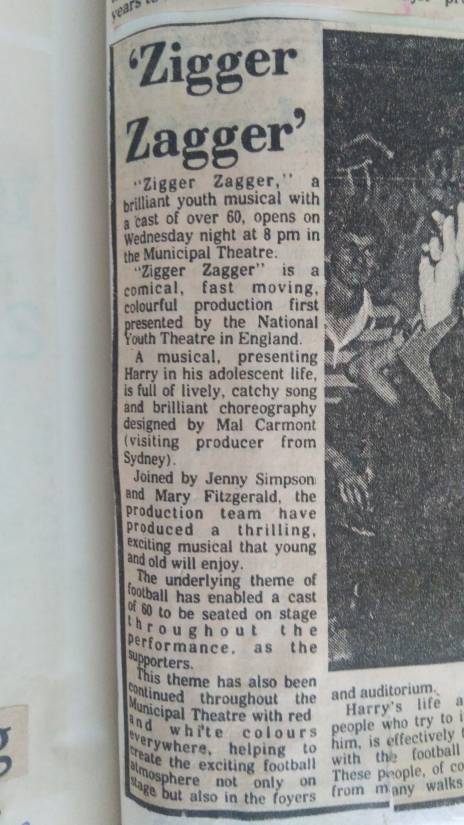 years to
'Zigger
Zagger'
"Zigger Zagger," a
brilliant youth musical with
a cast of over 60, opens on
Wednesday night at 8 pm in
the Municipal Theatre.
"Zigger Zagger" is a
comical, fast moving,
colourful production first
presented by the National
Youth Theatre in England.
A musical, presenting
Harry in his adolescent life,
is full of lively, catchy song
and brilliant choreography
designed by Mal Carmont
(visiting producer from
Sydney).
Joined by Jenny Simpson
and Mary Fitzgerald, the
production team have
produced a thrilling,
exciting musical that young
and old will enjoy.
The underlying theme of
football has enabled a cast
of 60 to be seated on stage
throughout the
performance, as the
supporters.
This theme has also been
continued throughout the
Municipal Theatre with red
and white colours
everywhere, helping to
create the exciting football
atmosphere not only on
stage but also in the foyers
and auditorium.
Harry's life a
people who try to i
him, is effectively
with the football
These people, of co
from many walks
g